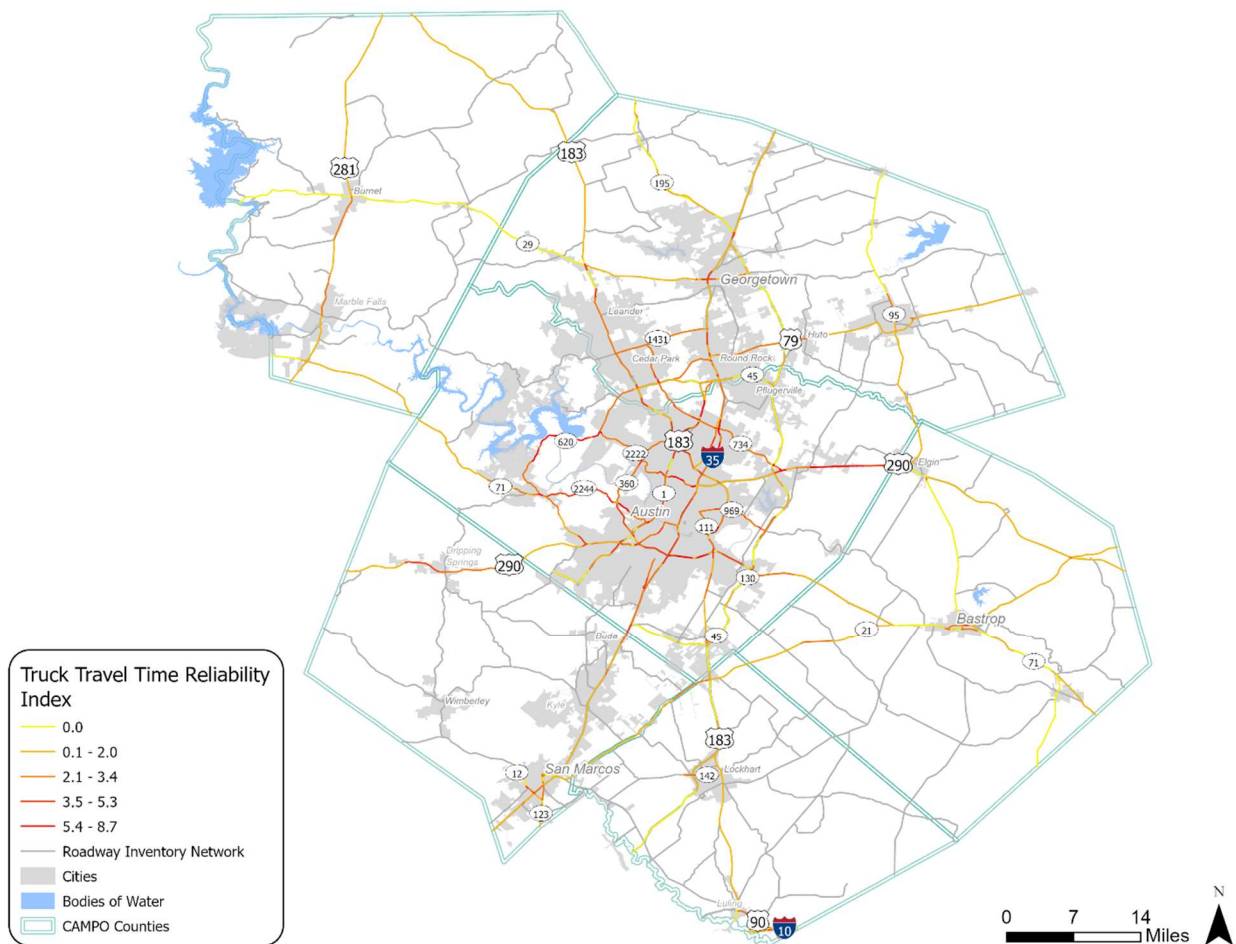 183
281
Burnet
195
29
Georgetown
Marble Falls
Leander
95
1431
79
Hutto
Cedar Park
Round Rock
45
Pflugerville
620
183
2222
35
734
290
Elgin
71
2244
360
1
969
Austin
111
Dripping
Springs
290
130
Bastrop
21
45
Buda
71
Wimberley
Kyle
183
12
San Marcos
142
Lockhart
123
Luling
90
10
Truck Travel Time Reliability
Index
0.0
0.1 - 2.0
2.1 - 3.4
3.5 - 5.3
5.4 - 8.7
Roadway Inventory Network
Cities
Bodies of Water
CAMPO Counties
N
0 7 14
Miles